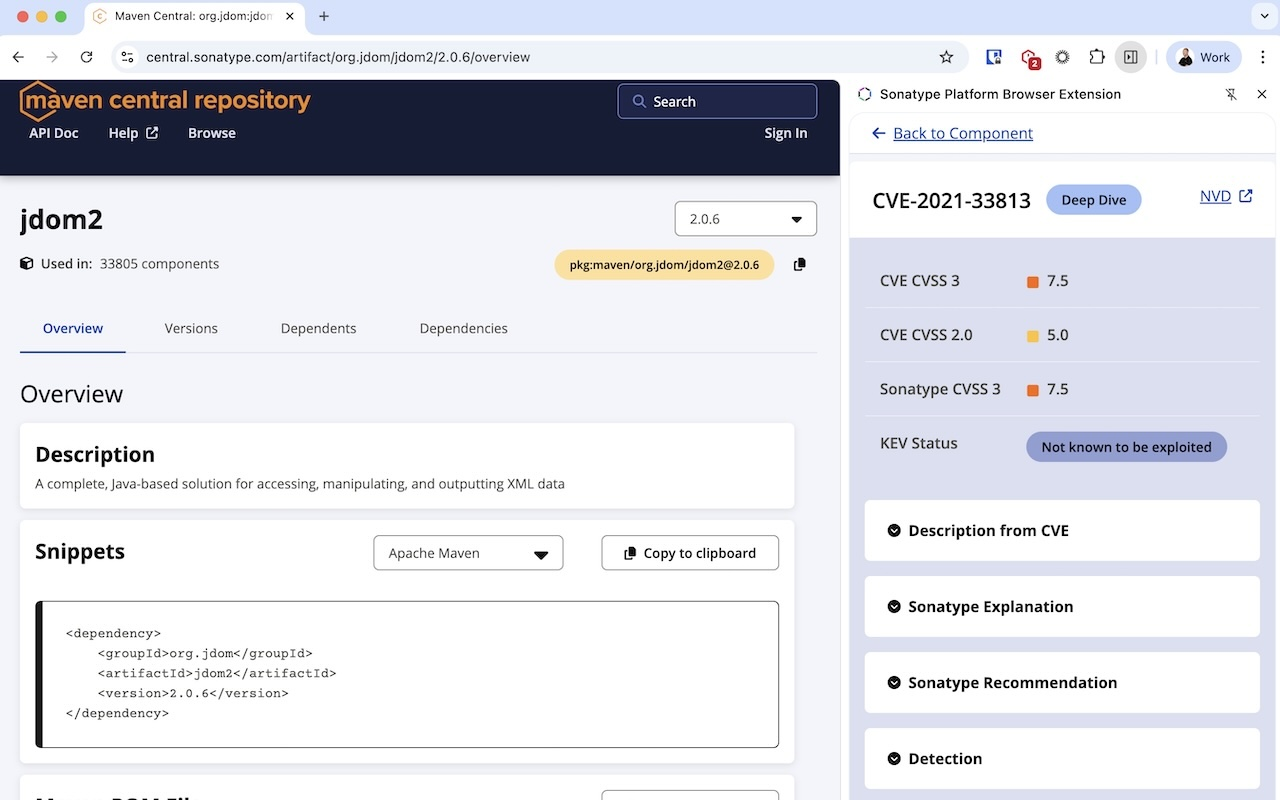 Maven Central: org.jdom:jdom
central.sonatype.com/artifact/org.jdom/jdom2/2.0.6/overview
2
Work
maven central repository
Search
API Doc
Help
Browse
Sign In
jdom2
2.0.6
Used in: 33805 components
pkg:maven/org.jdom/jdom2@2.0.6
Overview
Versions
Dependents
Dependencies
Overview
Description
A complete, Java-based solution for accessing, manipulating, and outputting XML data
Snippets
Apache Maven
Copy to clipboard
<dependency>
    <groupId>org.jdom</groupId>
    <artifactId>jdom2</artifactId>
    <version>2.0.6</version>
</dependency>
Sonatype Platform Browser Extension
Back to Component
CVE-2021-33813
Deep Dive
NVD
CVE CVSS 3
7.5
CVE CVSS 2.0
5.0
Sonatype CVSS 3
7.5
KEV Status
Not known to be exploited
Description from CVE
Sonatype Explanation
Sonatype Recommendation
Detection